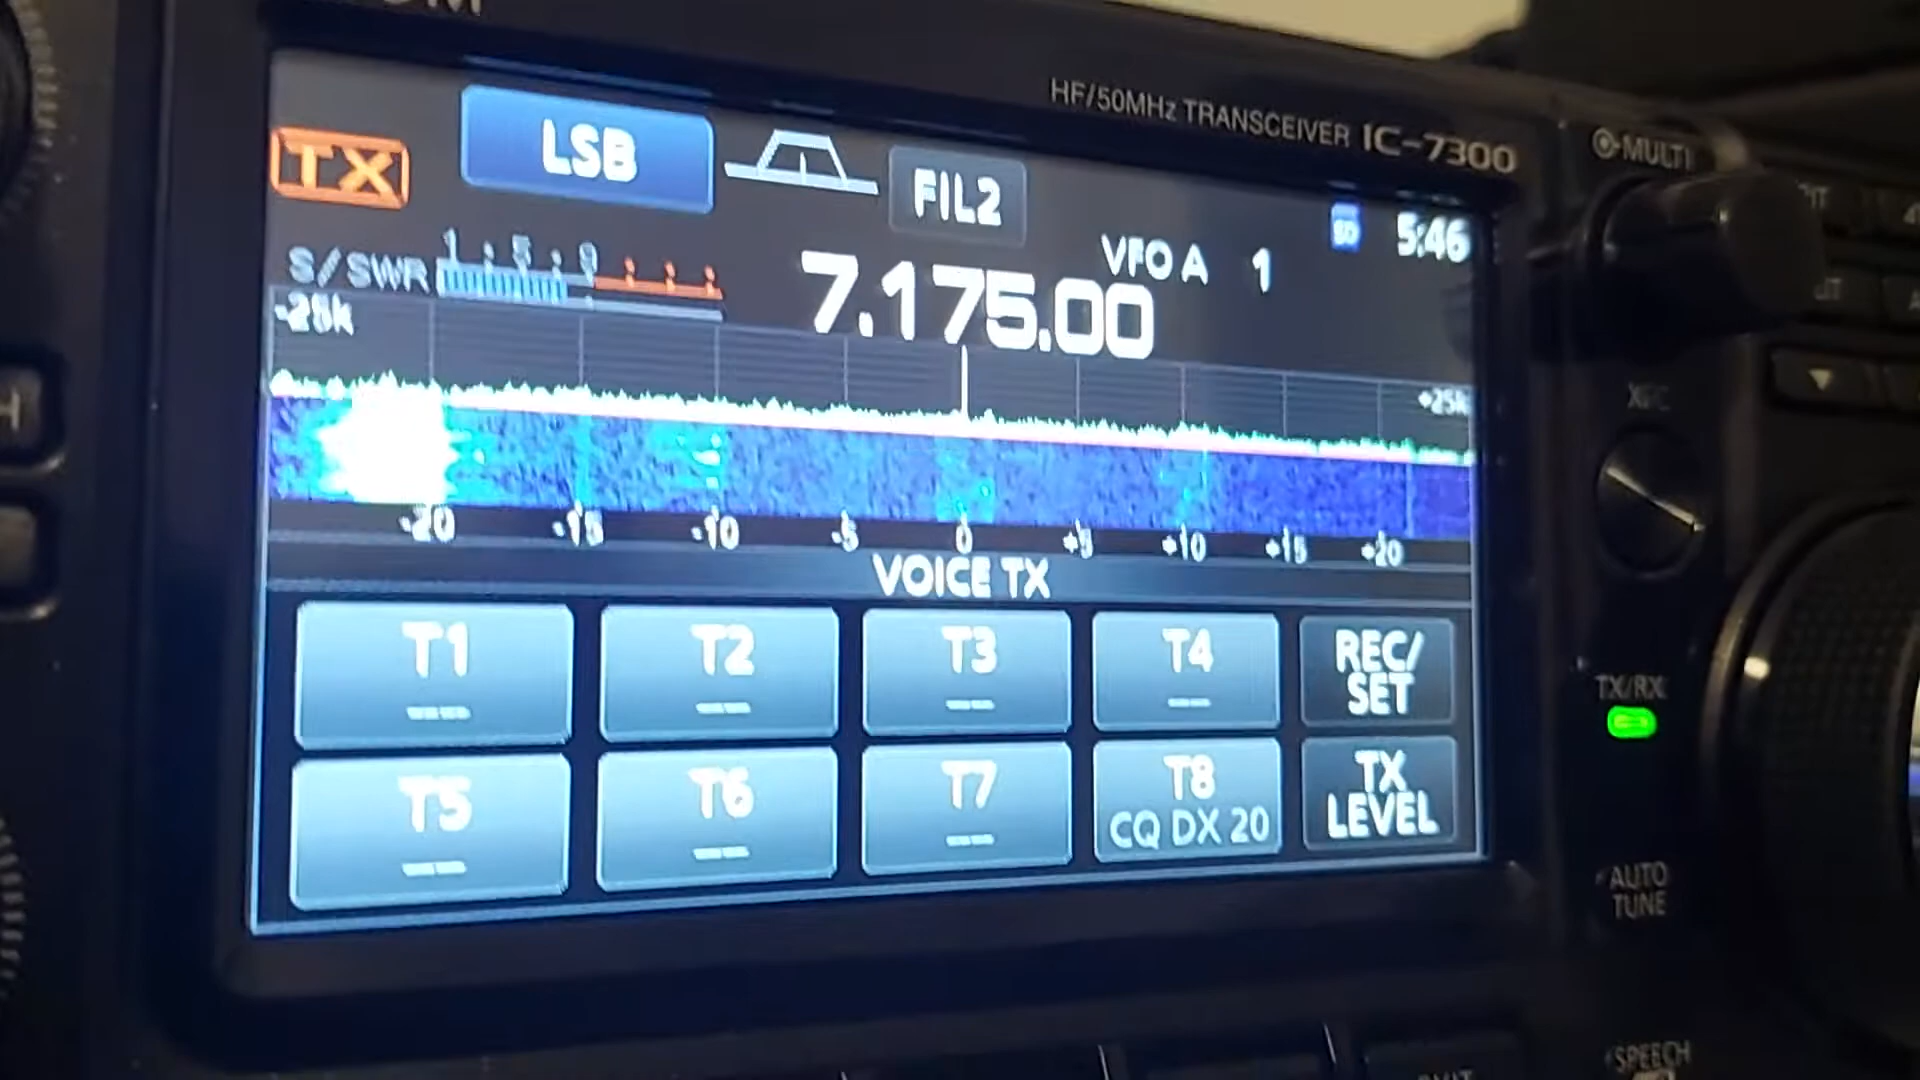 HF/50MHz TRANSCEIVER IC-7300
MULTI
TX LSB FIL2
5:46
VFO A 1
S/SWR 1 5 9
7.175.00
-25k
+25k
-20 -15 -10 -5 0 +5 +10 +15 +20
VOICE TX
T1 T2 T3 T4 REC/
SET
T5 T6 T7 T8
CQ DX 20
TX
LEVEL
TX/RX
AUTO
TUNE
SPEECH